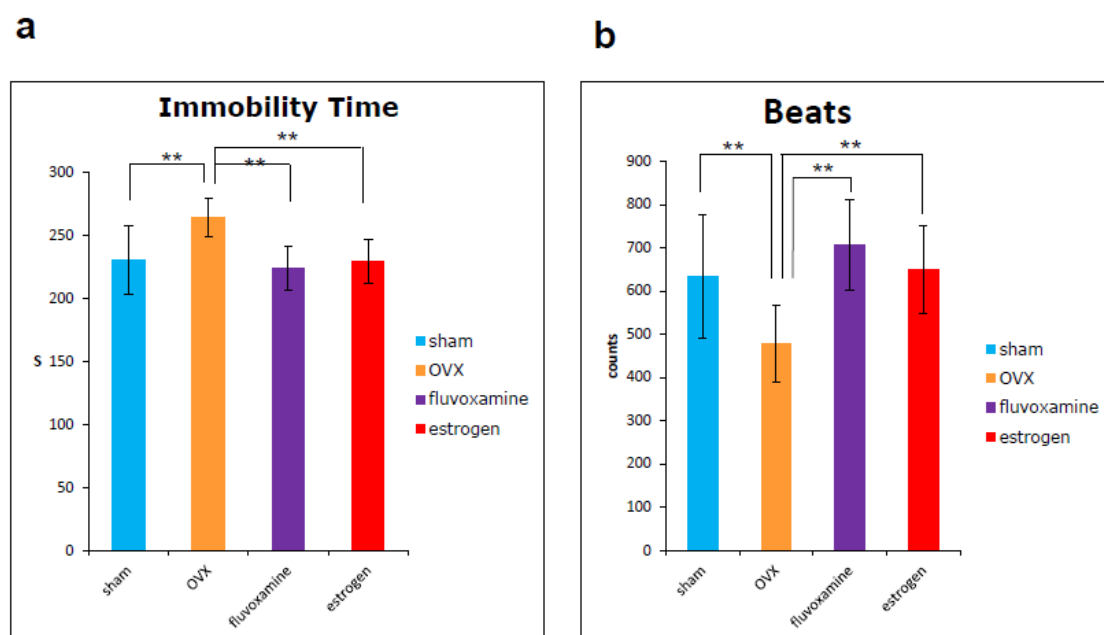 a
Immobility Time
**
**
**
300
250
200
150
100
50
0
S
sham
OVX
fluvoxamine
estrogen
sham
OVX
fluvoxamine
estrogen
b
Beats
**
**
**
900
800
700
600
500
400
300
200
100
0
counts
sham
OVX
fluvoxamine
estrogen
sham
OVX
fluvoxamine
estrogen